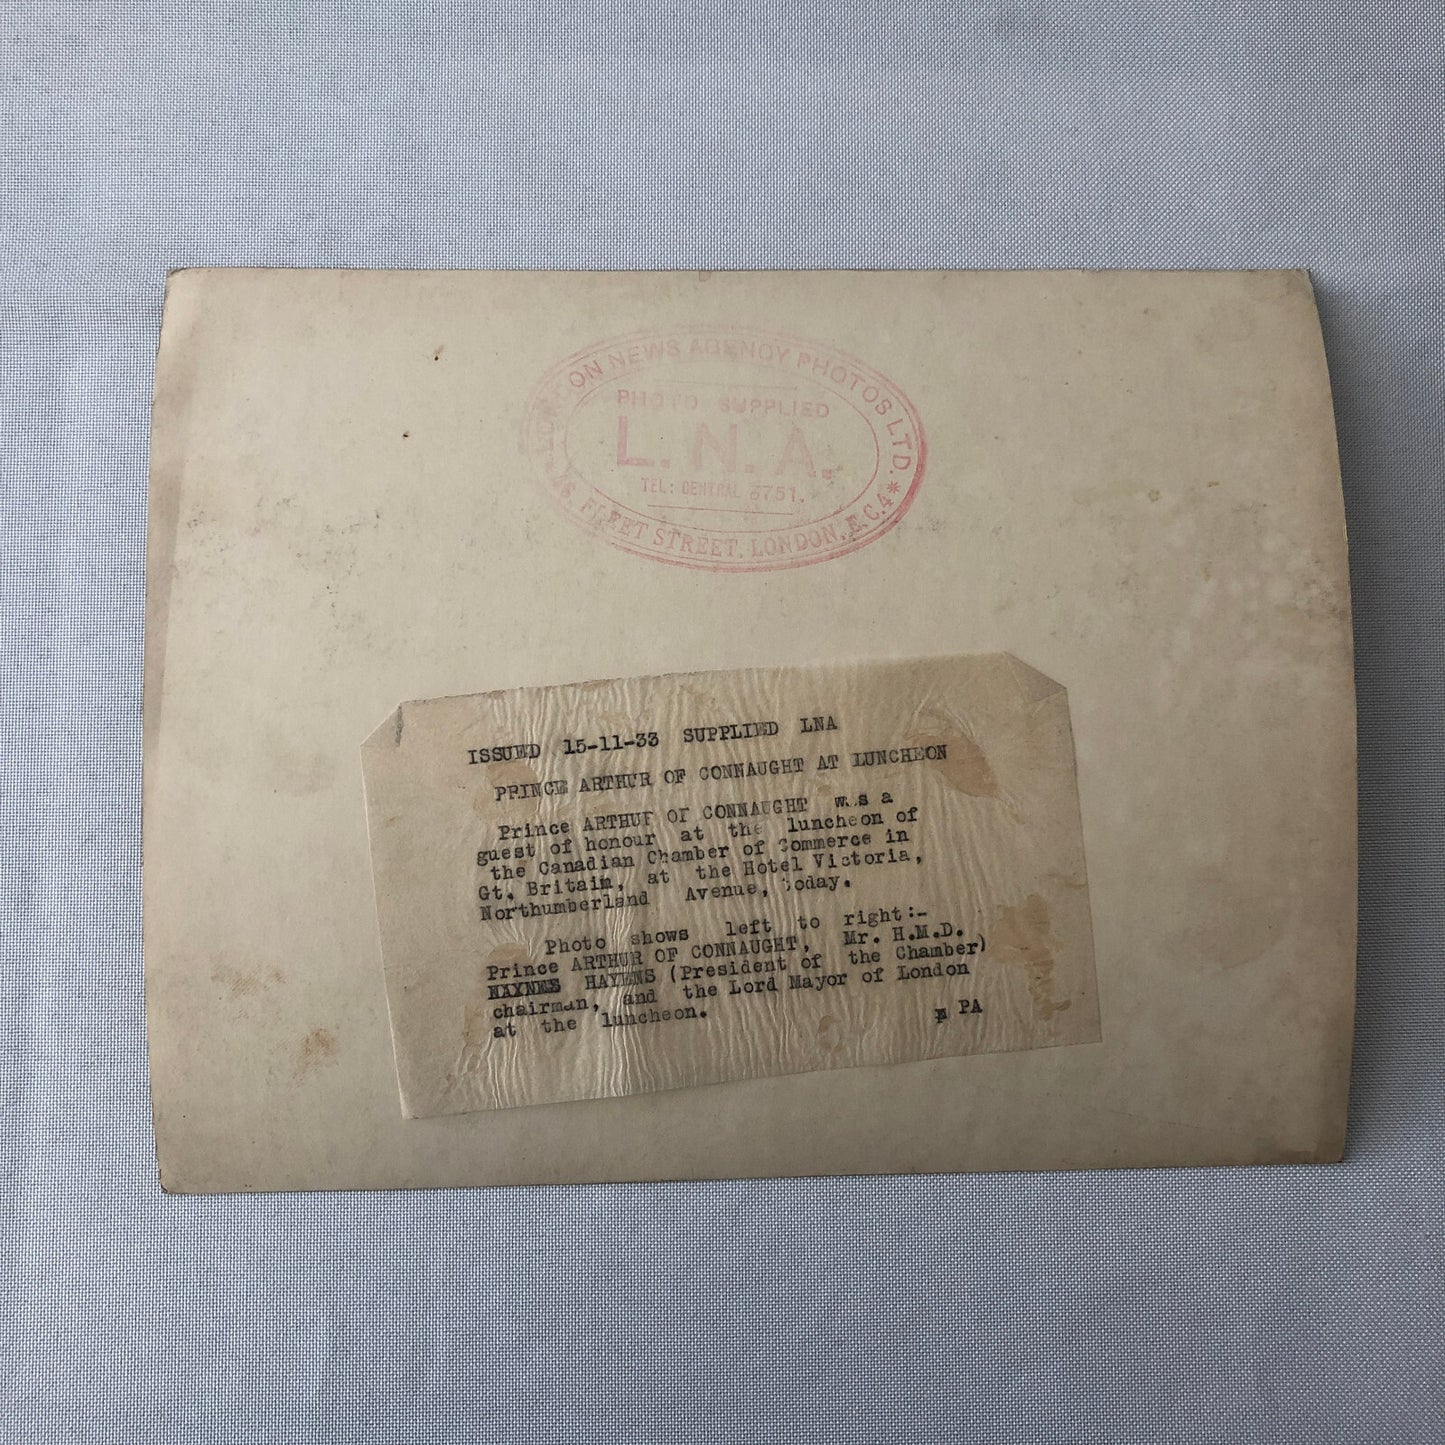 LONDON NEWS AGENCY PHOTOS LTD.
PHOTO SUPPLIED
L.N.A.
TEL: CENTRAL 3751.
FLEET STREET, LONDON, E.C.4*
ISSUED 15-11-33 SUPPLIED LNA
PRINCE ARTHUR OF CONNAUGHT AT LUNCHEON
Prince ARTHUR OF CONNAUGHT was a
guest of honour at the luncheon of
the Canadian Chamber of Commerce in
Gt. Britain, at the Hotel Victoria,
Northumberland Avenue, today.
Photo shows left to right:-
Prince ARTHUR OF CONNAUGHT, Mr. H.M.D.
HAYENS (President of the Chamber)
chairman, and the Lord Mayor of London
at the luncheon.
PA